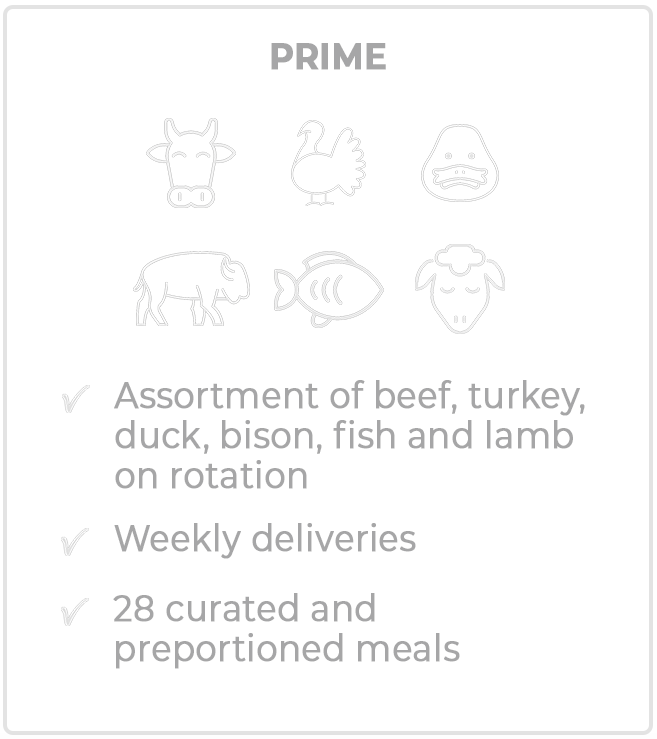 PRIME
Assortment of beef, turkey,
duck, bison, fish and lamb
on rotation
Weekly deliveries
28 curated and
preportioned meals